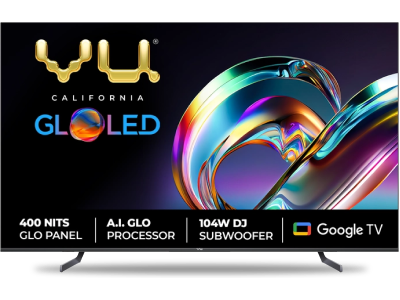 VU®
CALIFORNIA
GLOLED
400 NITS
GLO PANEL
A.I. GLO
PROCESSOR
104W DJ
SUBWOOFER
Google TV